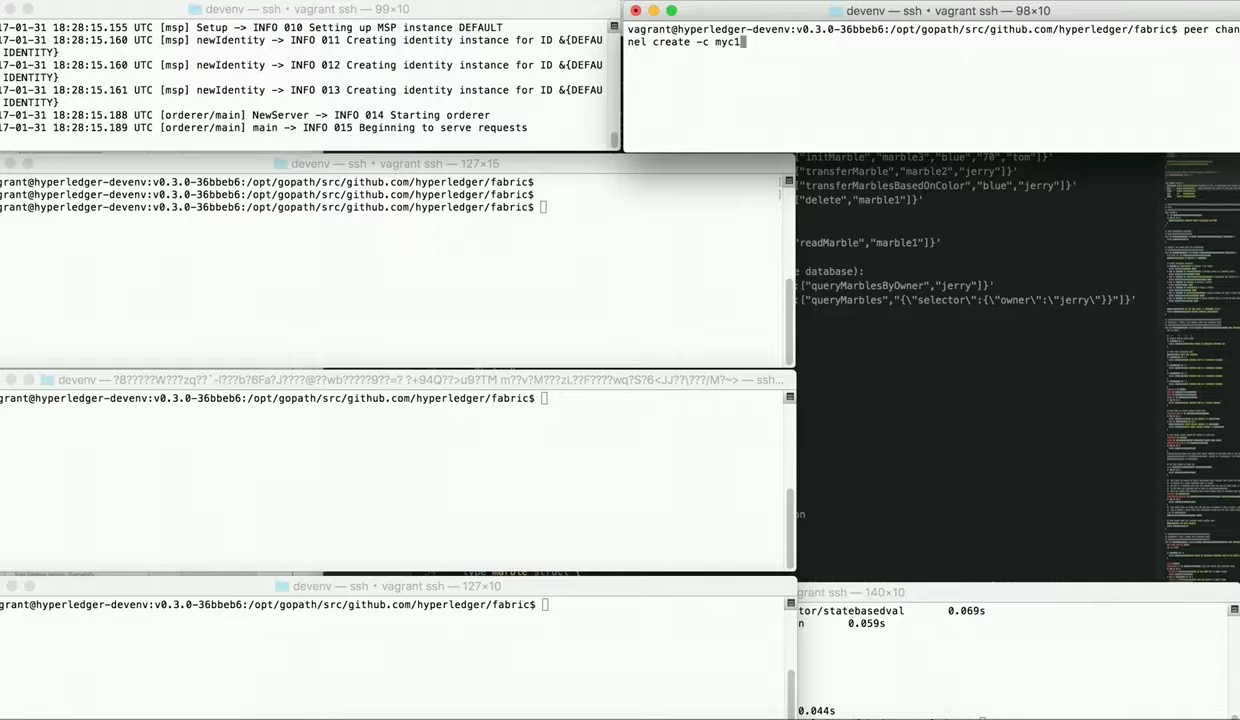 devenv — ssh • vagrant ssh — 99×10
17-01-31 18:28:15.155 UTC [msp] Setup -> INFO 010 Setting up MSP instance DEFAULT
17-01-31 18:28:15.160 UTC [msp] newIdentity -> INFO 011 Creating identity instance for ID &{DEFAU
IDENTITY}
17-01-31 18:28:15.160 UTC [msp] newIdentity -> INFO 012 Creating identity instance for ID &{DEFAU
IDENTITY}
17-01-31 18:28:15.161 UTC [msp] newIdentity -> INFO 013 Creating identity instance for ID &{DEFAU
IDENTITY}
17-01-31 18:28:15.188 UTC [orderer/main] NewServer -> INFO 014 Starting orderer
17-01-31 18:28:15.189 UTC [orderer/main] main -> INFO 015 Beginning to serve requests
devenv — ssh • vagrant ssh — 98×10
vagrant@hyperledger-devenv:v0.3.0-36bbeb6:/opt/gopath/src/github.com/hyperledger/fabric$ peer chan
nel create -c myc1
devenv — ssh • vagrant ssh — 127×15
grant@hyperledger-devenv:v0.3.0-36bbeb6:/opt/gopath/src/github.com/hyperledger/fabric$
grant@hyperledger-devenv:v0.3.0-36bbeb6:/opt/gopath/src/github.com/hyperledger/fabric$
grant@hyperledger-devenv:v0.3.0-36bbeb6:/opt/gopath/src/github.com/hyperledger/fabric$
["initMarble","marble3","blue","70","tom"]}'
["transferMarble","marble2","jerry"]}'
["transferMarblesBasedOnColor","blue","jerry"]}'
["delete","marble1"]}'
"readMarble","marble1"]}'
e database):
:["queryMarblesByOwner","jerry"]}'
:["queryMarbles","{\"selector\":{\"owner\":\"jerry\"}}"]}'
on
grant@hyperledger-devenv:v0.3.0-36bbeb6:/opt/gopath/src/github.com/hyperledger/fabric$
type marble struct {
devenv — ssh • vagrant ssh — 127×10
grant@hyperledger-devenv:v0.3.0-36bbeb6:/opt/gopath/src/github.com/hyperledger/fabric$
grant ssh — 140×10
tor/statebasedval 0.069s
n 0.059s
0.044s